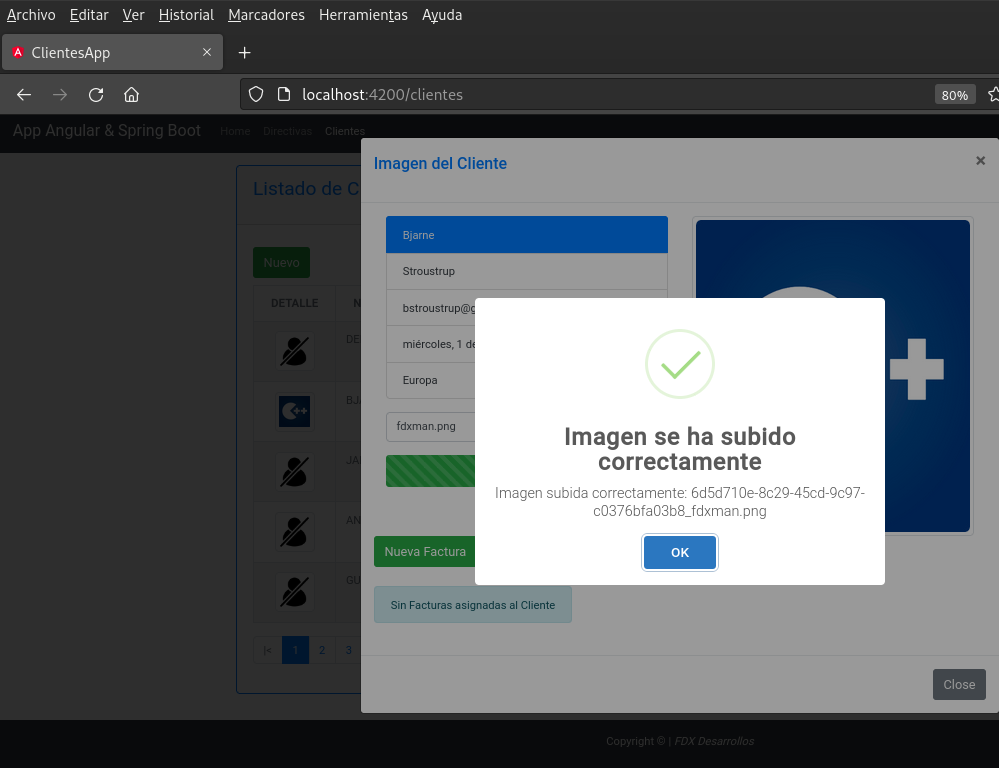 Archivo Editar Ver Historial Marcadores Herramientas Ayuda
ClientesApp
localhost:4200/clientes
80%
App Angular & Spring Boot Home Directivas Clientes
Imagen del Cliente
×
Listado de C
Bjarne
Stroustrup
bstroustrup@g
miércoles, 1 de
Europa
fdxman.png
Nuevo
DETALLE N
DE
BJA
JA
AN
GU
|< 1 2 3
Imagen se ha subido
correctamente
Imagen subida correctamente: 6d5d710e-8c29-45cd-9c97-
c0376bfa03b8_fdxman.png
OK
Nueva Factura
Sin Facturas asignadas al Cliente
Close
Copyright © | FDX Desarrollos